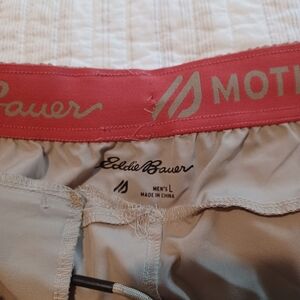 Bauer MOTI
Eddie Bauer
MEN'S L
MADE IN CHINA